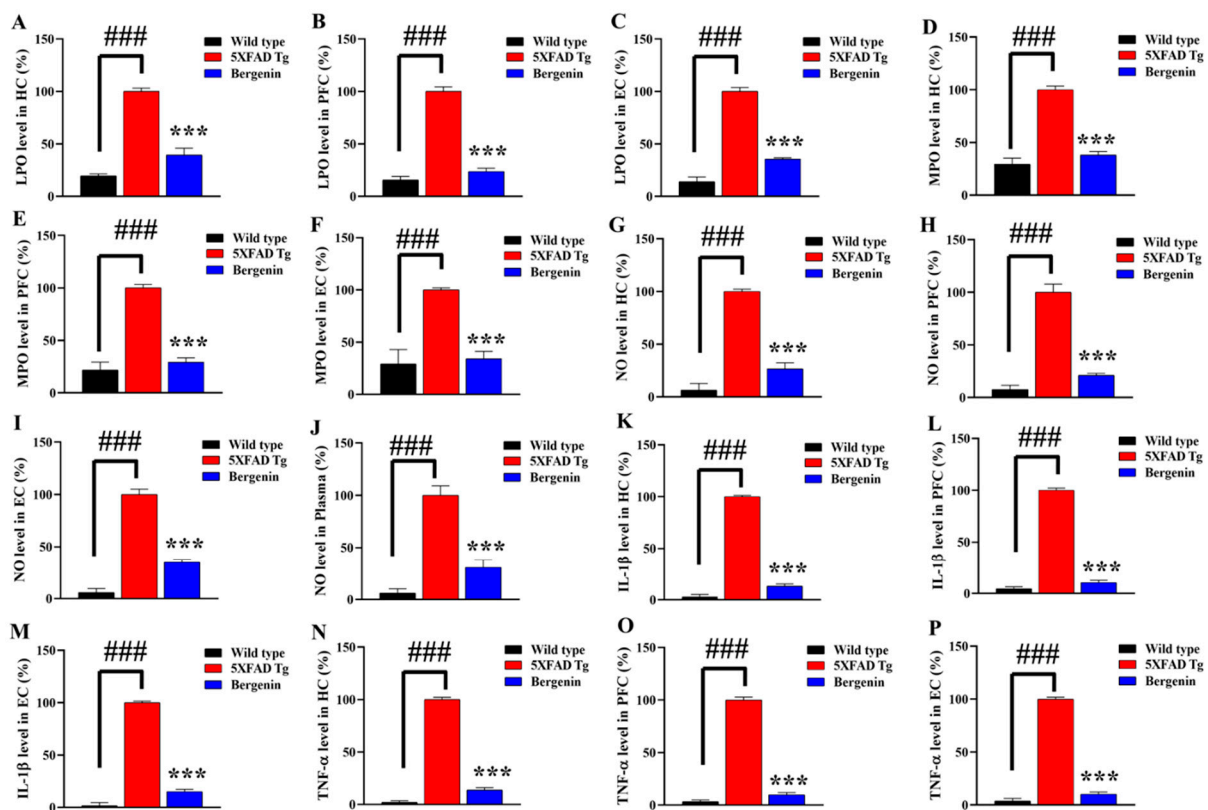 A
###
150
100
50
0
LPO level in HC (%)
***
Wild type
5XFAD Tg
Bergenin
B
###
150
100
50
0
LPO level in PFC (%)
***
Wild type
5XFAD Tg
Bergenin
C
###
150
100
50
0
LPO level in EC (%)
***
Wild type
5XFAD Tg
Bergenin
D
###
150
100
50
0
MPO level in HC (%)
***
Wild type
5XFAD Tg
Bergenin
E
###
150
100
50
0
MPO level in PFC (%)
***
Wild type
5XFAD Tg
Bergenin
F
###
150
100
50
0
MPO level in EC (%)
***
Wild type
5XFAD Tg
Bergenin
G
###
150
100
50
0
NO level in HC (%)
***
Wild type
5XFAD Tg
Bergenin
H
###
150
100
50
0
NO level in PFC (%)
***
Wild type
5XFAD Tg
Bergenin
I
###
150
100
50
0
NO level in EC (%)
***
Wild type
5XFAD Tg
Bergenin
J
###
150
100
50
0
NO level in Plasma (%)
***
Wild type
5XFAD Tg
Bergenin
K
###
150
100
50
0
IL-1β level in HC (%)
***
Wild type
5XFAD Tg
Bergenin
L
###
150
100
50
0
IL-1β level in PFC (%)
***
Wild type
5XFAD Tg
Bergenin
M
###
150
100
50
0
IL-1β level in EC (%)
***
Wild type
5XFAD Tg
Bergenin
N
###
150
100
50
0
TNF-α level in HC (%)
***
Wild type
5XFAD Tg
Bergenin
O
###
150
100
50
0
TNF-α level in PFC (%)
***
Wild type
5XFAD Tg
Bergenin
P
###
150
100
50
0
TNF-α level in EC (%)
***
Wild type
5XFAD Tg
Bergenin